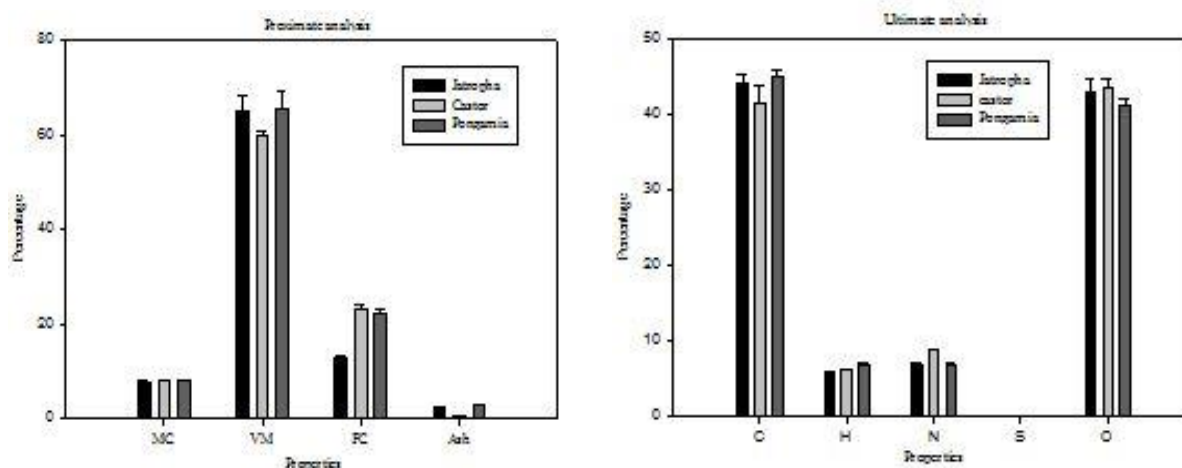 Proximate analysis
80
60
40
20
0
Percentage
Jatropha
Castor
Pongamia
MC VM FC Ash
Properties
Ultimate analysis
50
40
30
20
10
0
Percentage
Jatropha
castor
Pongamia
C H N S O
Properties